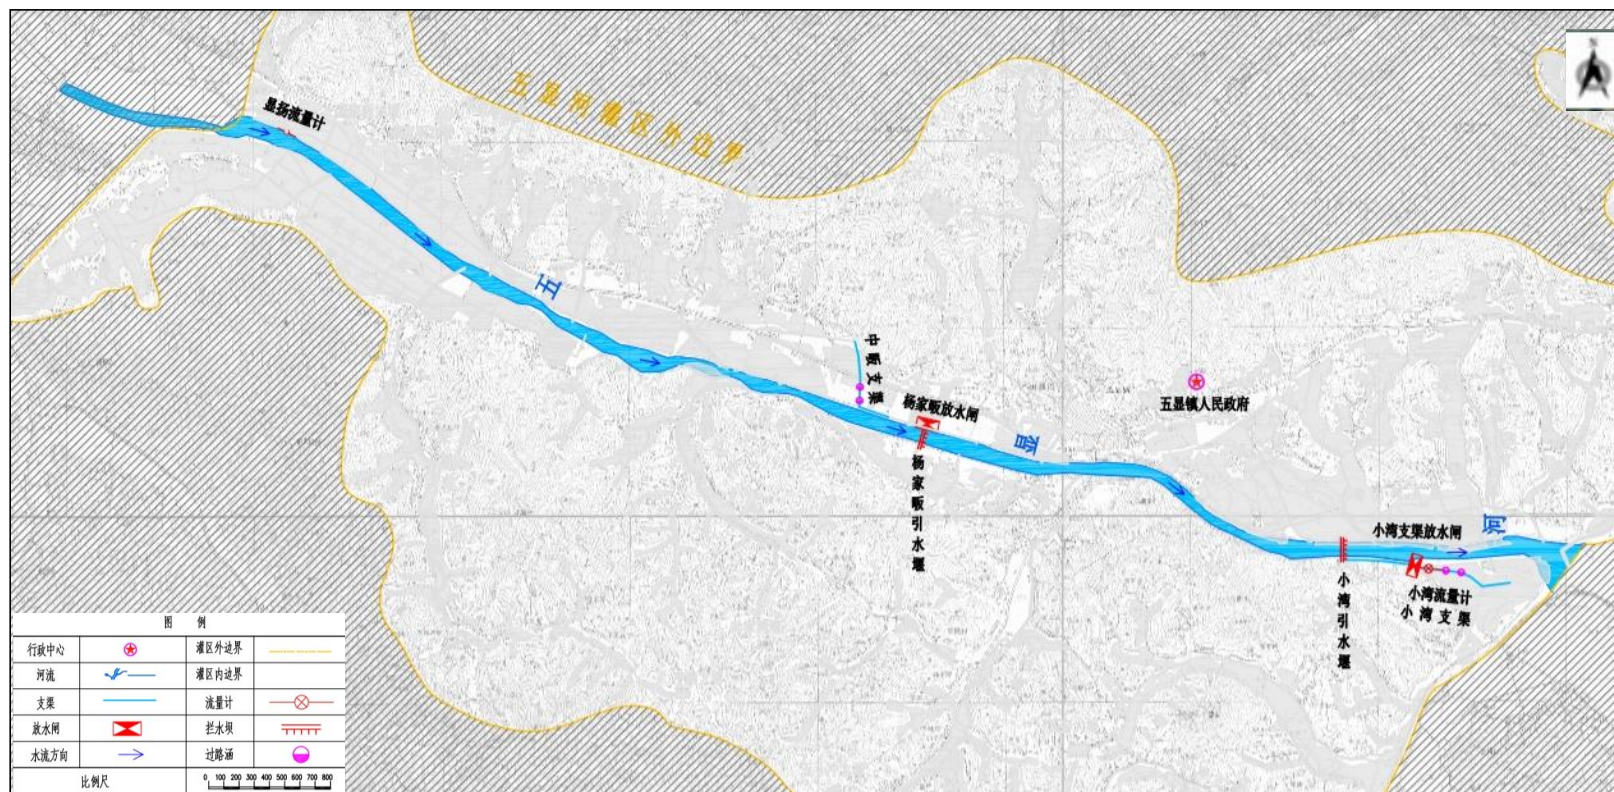 N
五显河灌区外边界
显扬流量计
五
中畈支渠
杨家畈放水闸
五显镇人民政府
显
杨家畈引水堰
小湾支渠放水闸
河
小湾引水堰
小湾流量计
小湾支渠
图 例
行政中心 灌区外边界
河流 灌区内边界
支渠 流量计
放水闸 拦水坝
水流方向 过路涵
比例尺 0 100 200 300 400 500 600 700 800